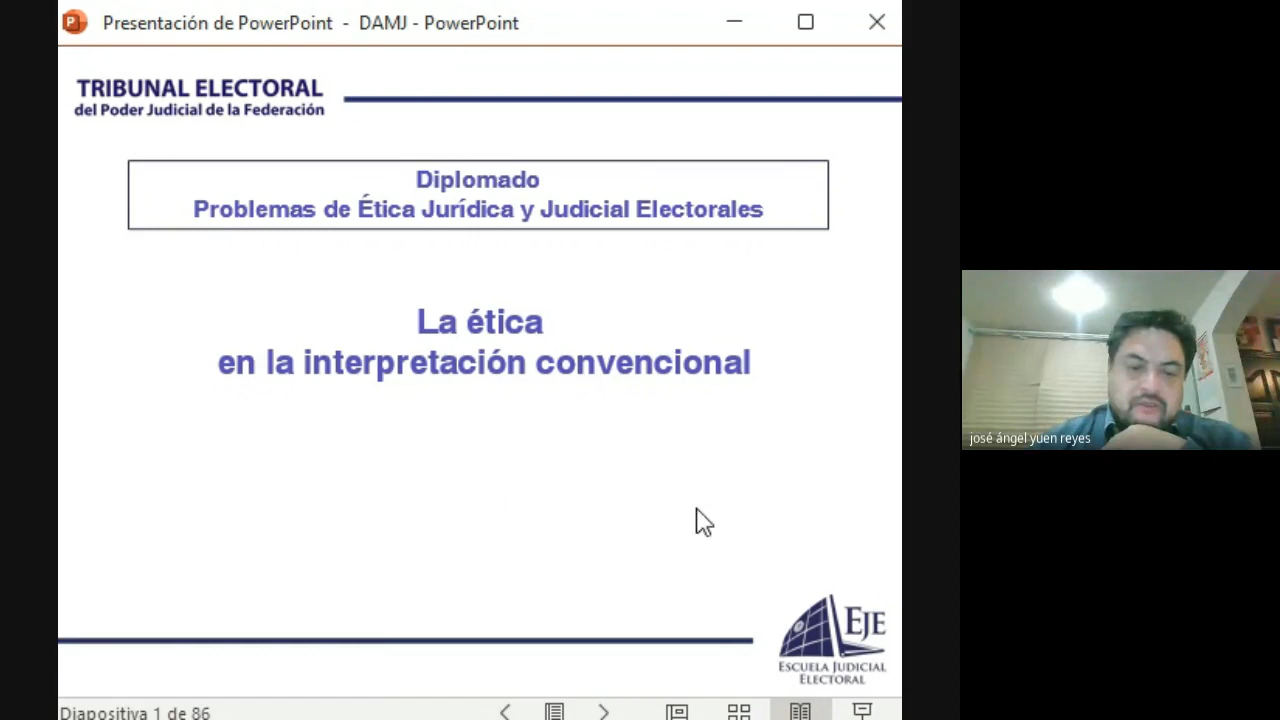 Presentación de PowerPoint - DAMJ - PowerPoint
TRIBUNAL ELECTORAL
del Poder Judicial de la Federación
Diplomado
Problemas de Ética Jurídica y Judicial Electorales
La ética
en la interpretación convencional
josé ángel yuen reyes
EJE
ESCUELA JUDICIAL
ELECTORAL
Diapositiva 1 de 86